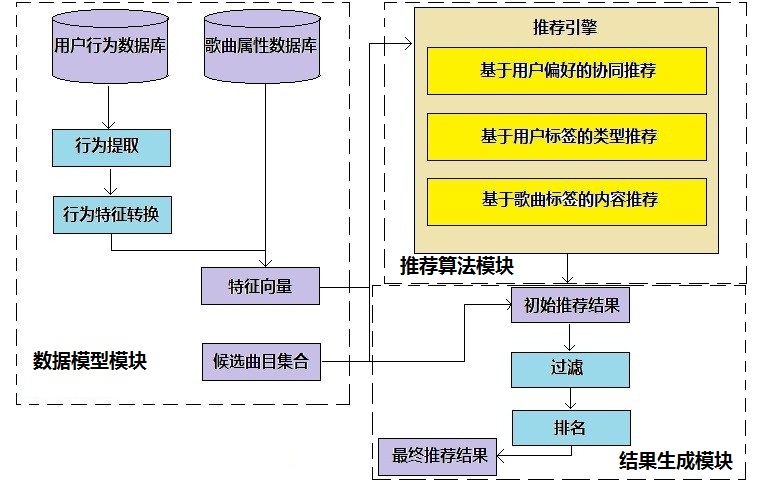 用户行为数据库
歌曲属性数据库
行为提取
行为特征转换
特征向量
候选曲目集合
数据模型模块
推荐引擎
基于用户偏好的协同推荐
基于用户标签的类型推荐
基于歌曲标签的内容推荐
推荐算法模块
初始推荐结果
过滤
排名
最终推荐结果
结果生成模块